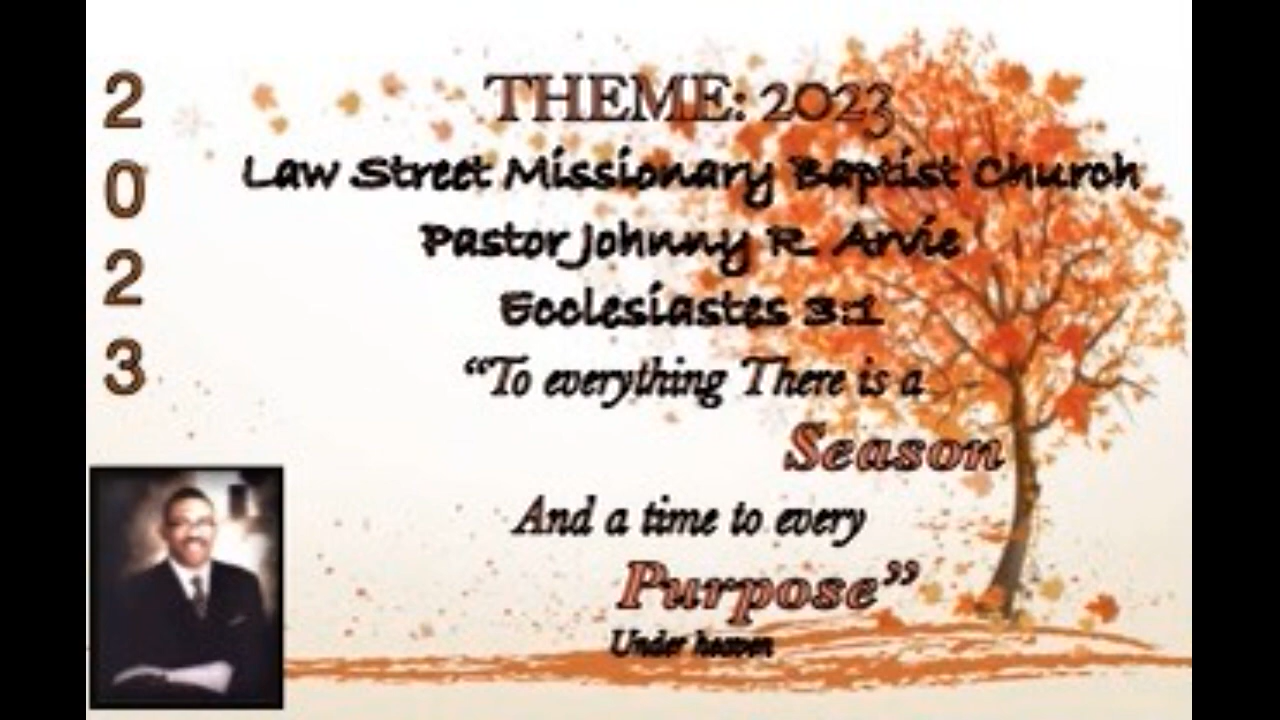 2
0
2
3
THEME: 2023
Law Street Missionary Baptist Church
Pastor Johnny R. Arvie
Ecclesiastes 3:1
“To everything There is a
Season
And a time to every
Purpose”
Under heaven